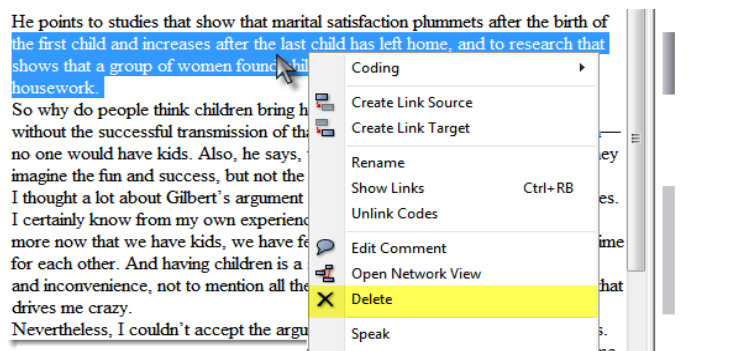 He points to studies that show that marital satisfaction plummets after the birth of
the first child and increases after the last child has left home, and to research that
shows that a group of women found
housework.
So why do people think children bring h
without the successful transmission of tha
no one would have kids. Also, he says,
imagine the fun and success, but not the
I thought a lot about Gilbert's argument
I certainly know from my own experienc
more now that we have kids, we have fe
for each other. And having children is a
and inconvenience, not to mention all the
drives me crazy.
Nevertheless, I couldn't accept the argu
Coding
Create Link Source
Create Link Target
Rename
Show Links Ctrl+RB
Unlink Codes
Edit Comment
Open Network View
Delete
Speak
ey
es.
ime
hat
s.